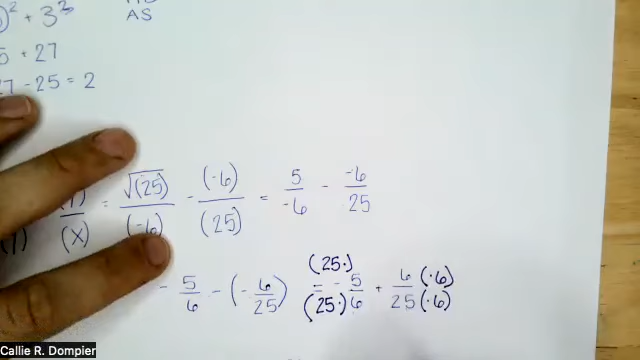 )² + 3³
AS
5 + 27
27 - 25 = 2
(x) = √(25)/(-6) - (-6)/(25) = 5/-6 - -6/25
- 5/6 - (- 6/25) = (25·)/(25·) - 5/6 + 6/25 (·6)/(·6)
Callie R. Dompier